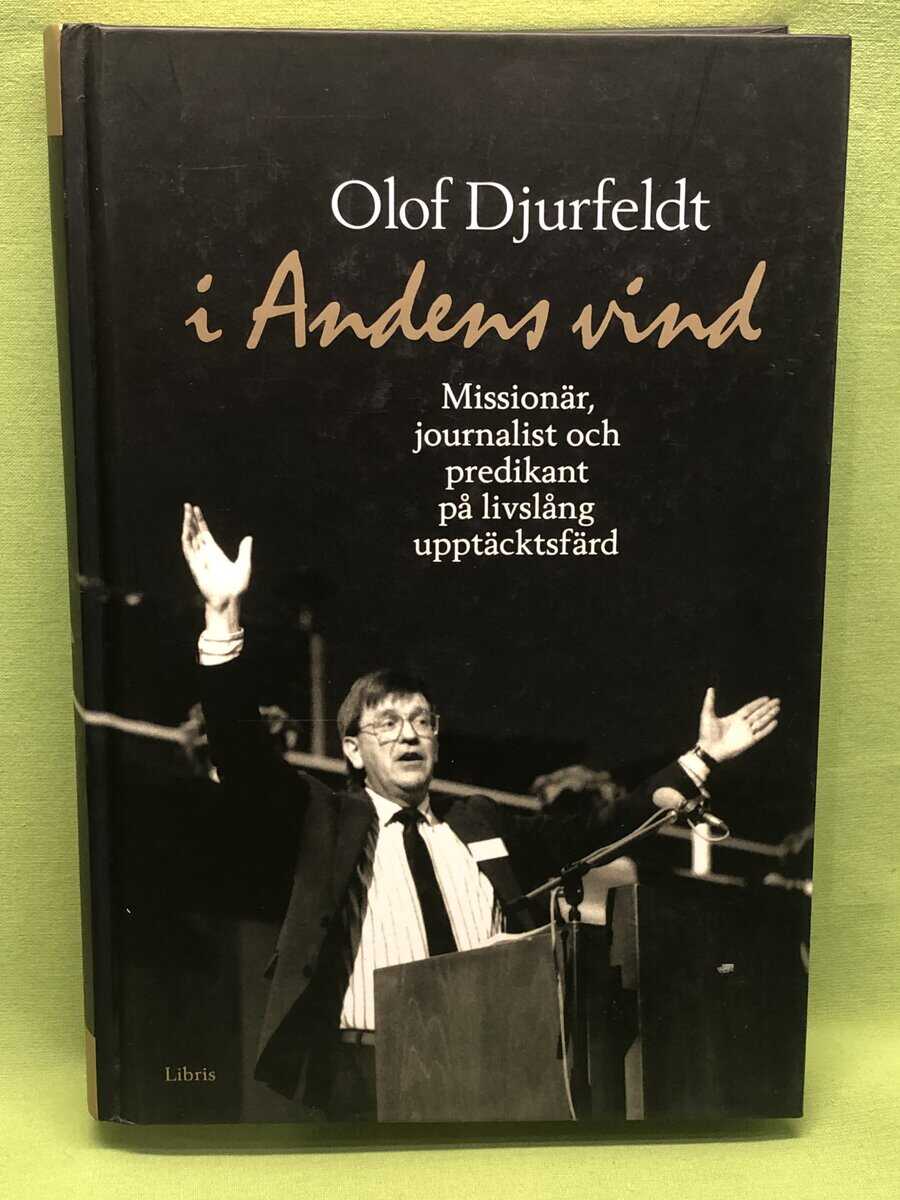 Olof Djurfeldt
i Andens vind
Missionär,
journalist och
predikant
på livslång
upptäcktsfärd
Libris